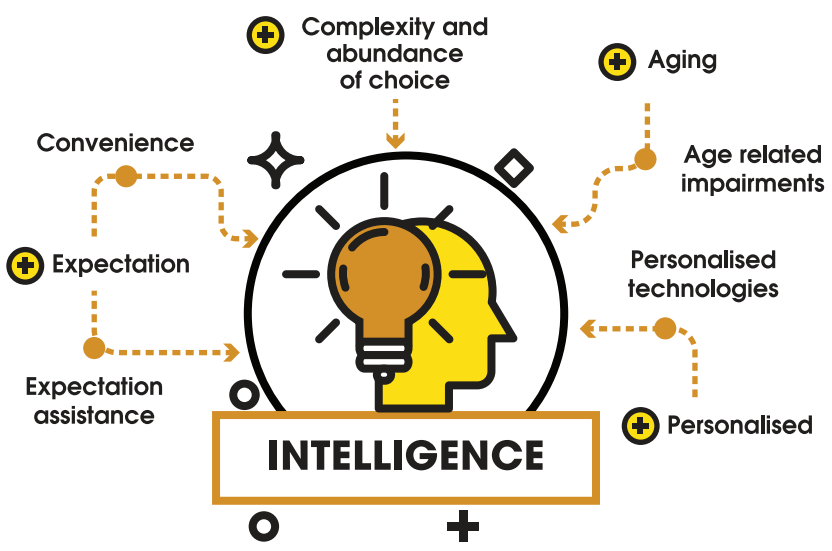 Complexity and
abundance
of choice
Aging
Convenience
Age related
impairments
Expectation
Personalised
technologies
Expectation
assistance
Personalised
INTELLIGENCE